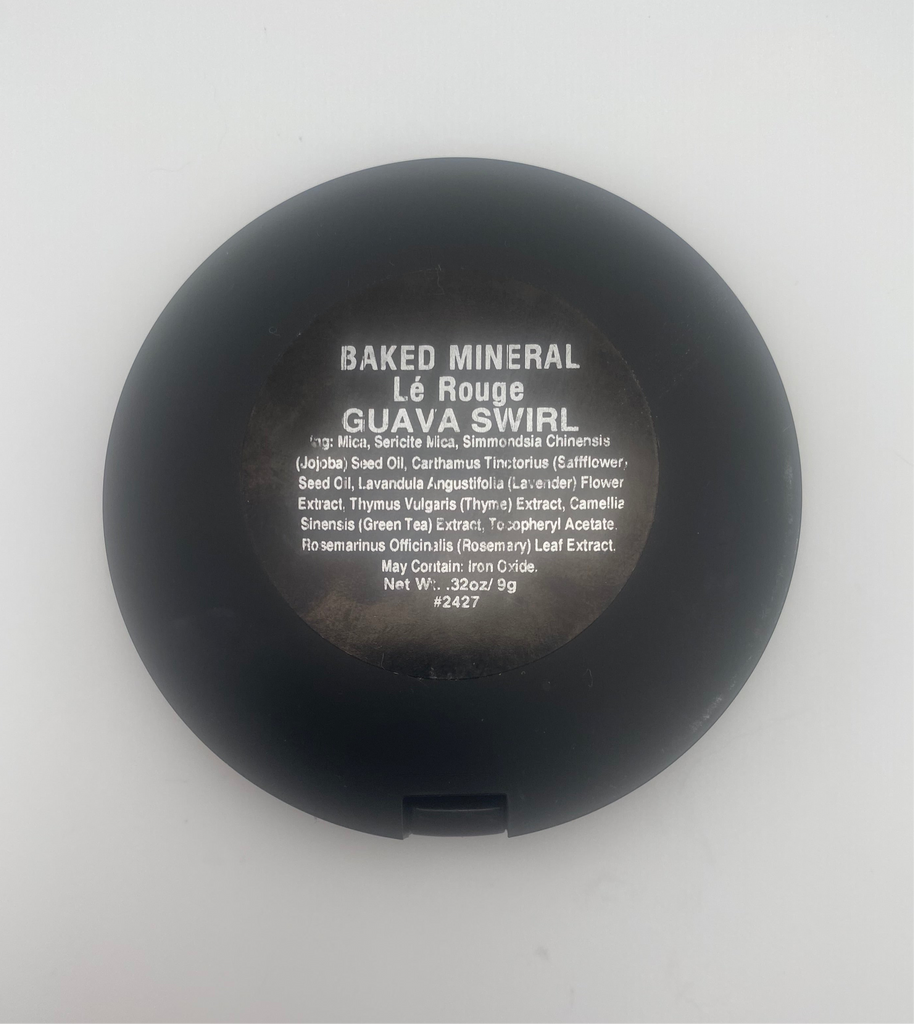 BAKED MINERAL
Lé Rouge
GUAVA SWIRL
Ing: Mica, Sericite Mica, Simmondsia Chinensis
(Jojoba) Seed Oil, Carthamus Tinctorius (Saffflower)
Seed Oil, Lavandula Angustifolia (Lavender) Flower
Extract, Thymus Vulgaris (Thyme) Extract, Camellia
Sinensis (Green Tea) Extract, Tocopheryl Acetate.
Rosemarinus Officinalis (Rosemary) Leaf Extract.
May Contain: Iron Oxide.
Net Wt. .32oz/ 9g
#2427